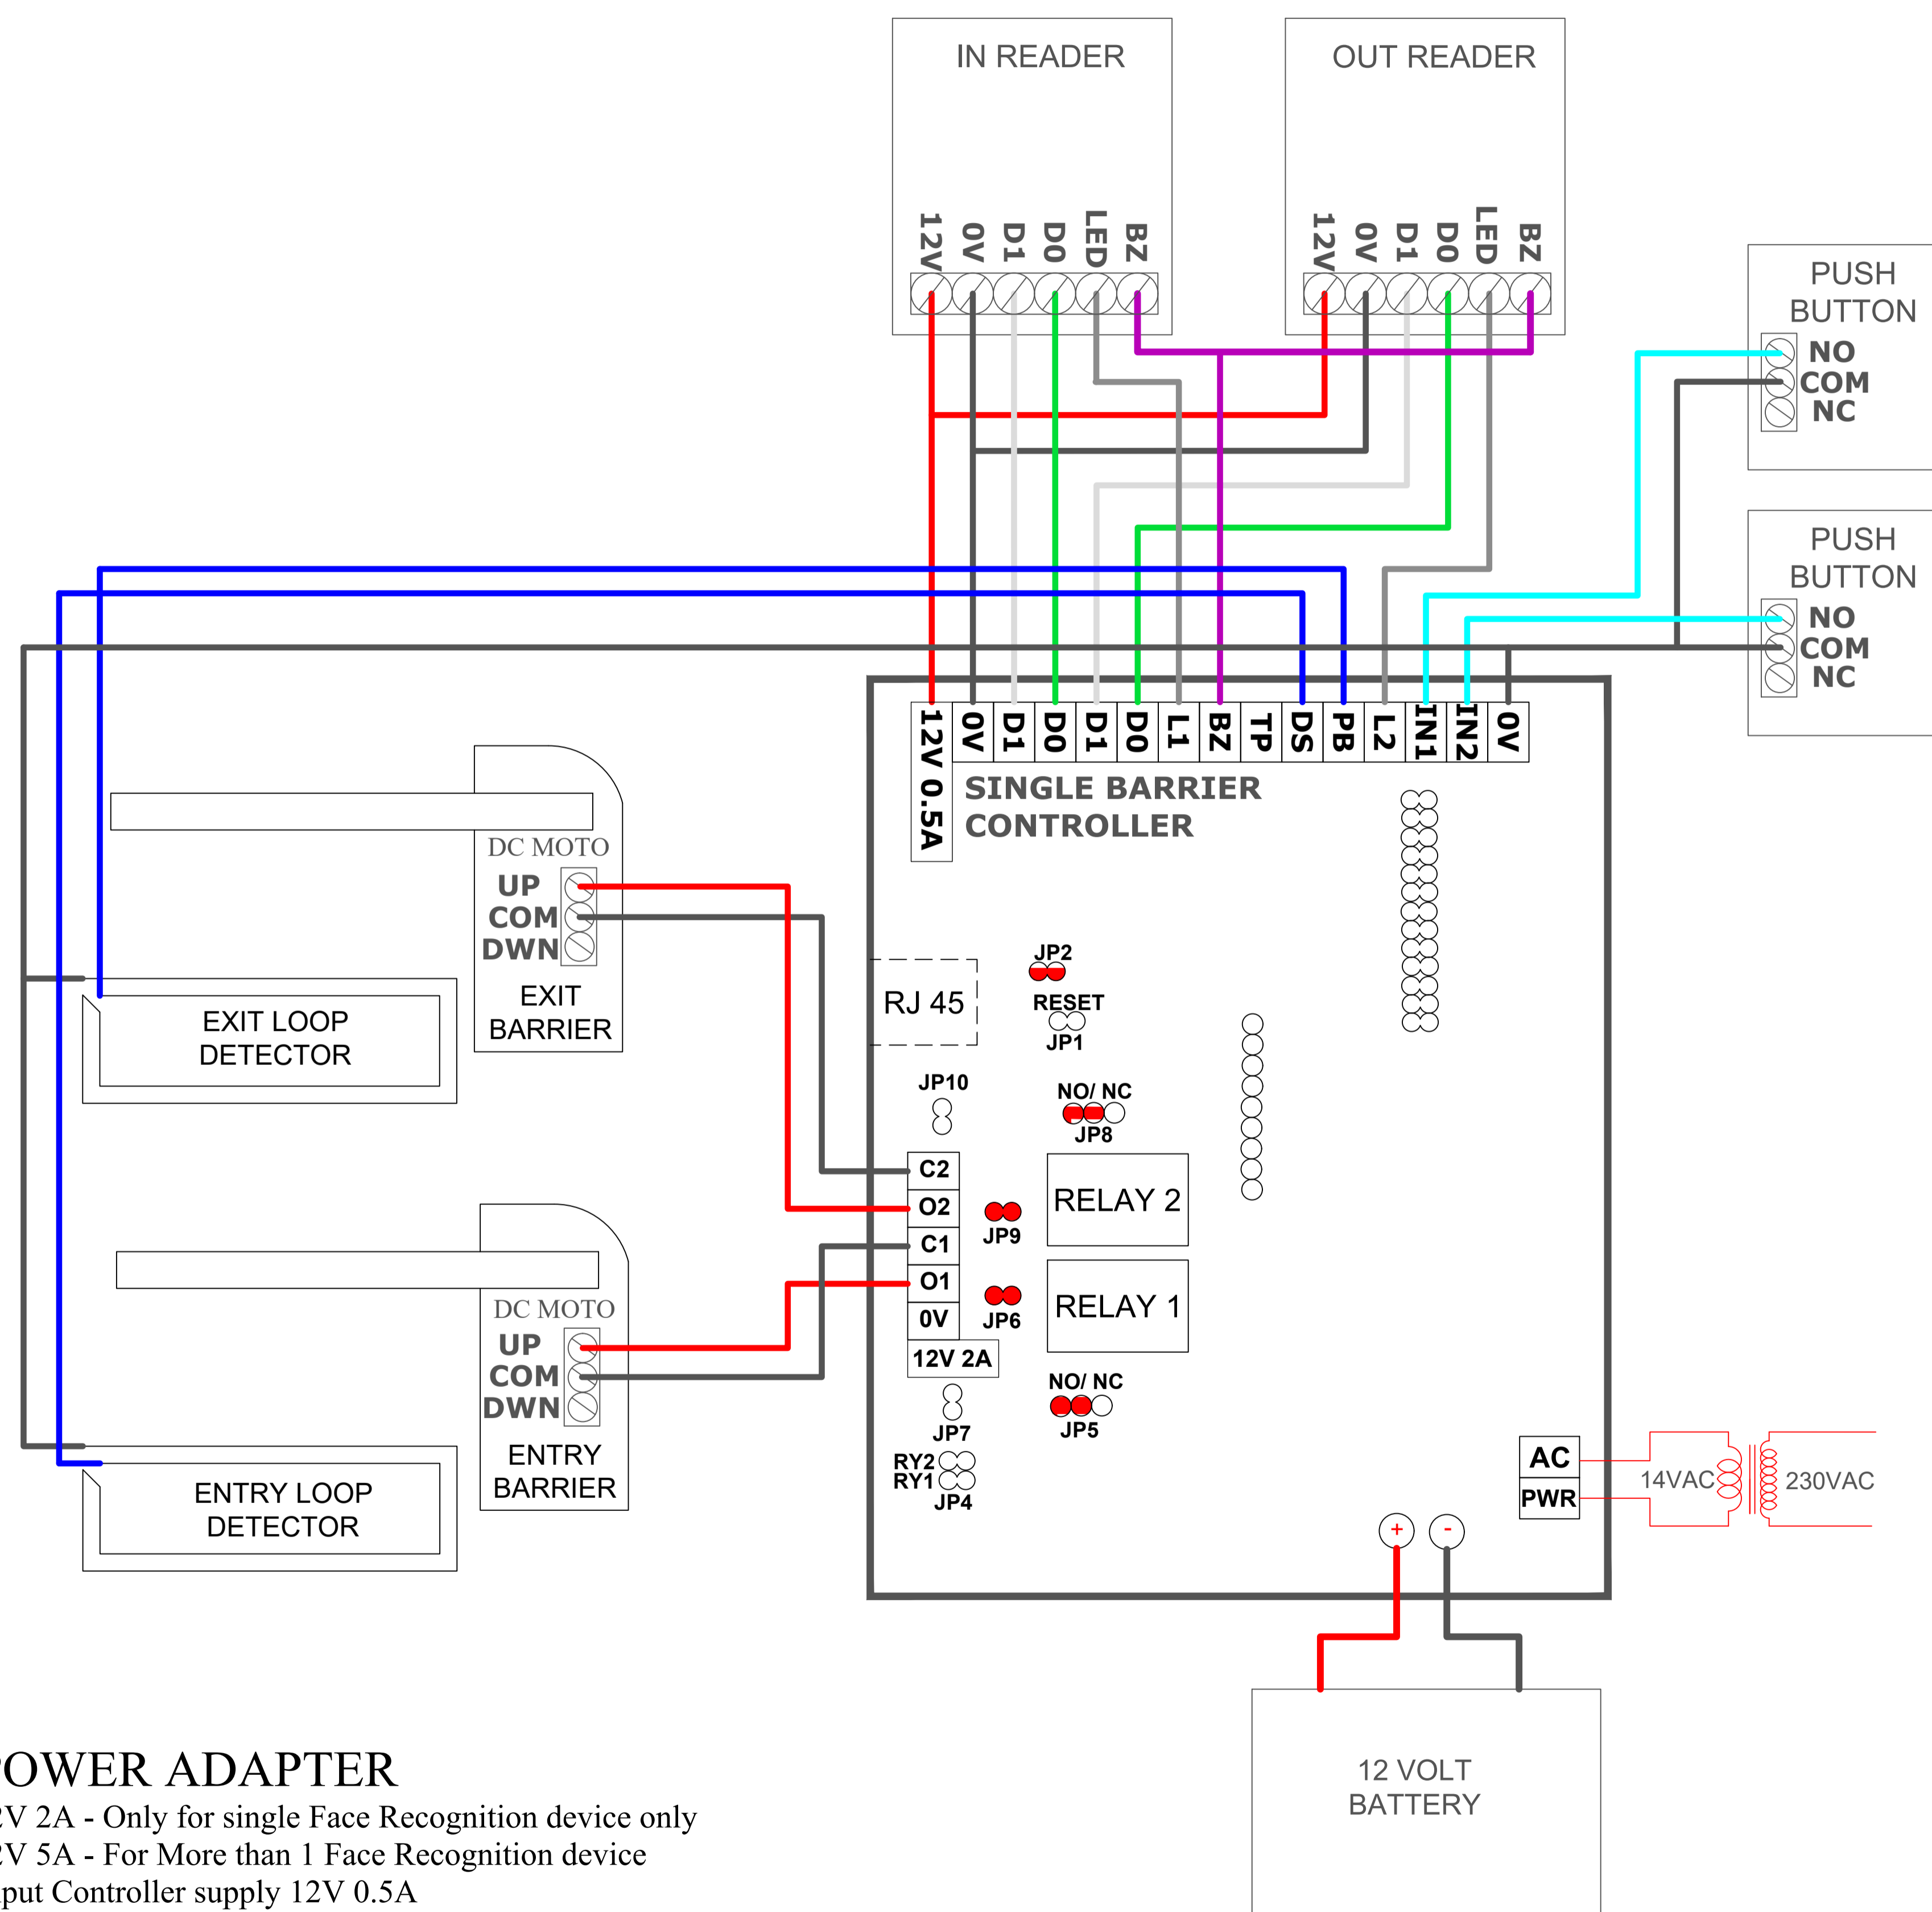 IN READER
12V
0V
D1
D0
LED
BZ
OUT READER
12V
0V
D1
D0
LED
BZ
PUSH
BUTTON
NO
COM
NC
PUSH
BUTTON
NO
COM
NC
12V 0.5A
0V
D1
D0
D1
D0
L1
BZ
TP
DS
PB
L2
IN1
IN2
0V
SINGLE BARRIER
CONTROLLER
DC MOTO
UP
COM
DWN
EXIT
BARRIER
EXIT LOOP
DETECTOR
RJ 45
JP2
RESET
JP1
JP10
NO/ NC
JP8
C2
O2
C1
O1
0V
12V 2A
JP9
RELAY 2
JP6
RELAY 1
NO/ NC
JP5
JP7
RY2
RY1
JP4
DC MOTO
UP
COM
DWN
ENTRY
BARRIER
ENTRY LOOP
DETECTOR
AC
PWR
14VAC
230VAC
+
-
12 VOLT
BATTERY
OWER ADAPTER
V 2A - Only for single Face Recognition device only
V 5A - For More than 1 Face Recognition device
put Controller supply 12V 0.5A